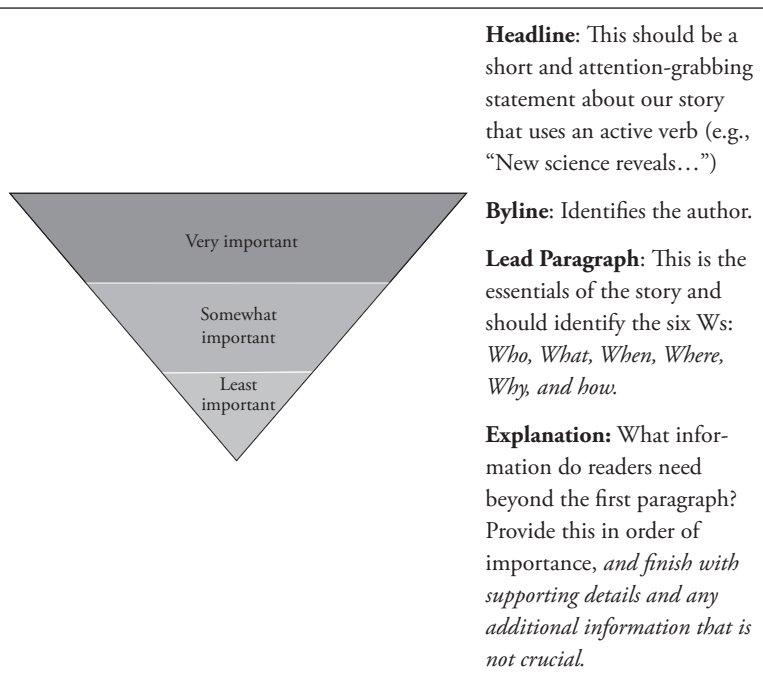 Very important
Somewhat
important
Least
important
Headline: This should be a
short and attention-grabbing
statement about our story
that uses an active verb (e.g.,
“New science reveals…”)
Byline: Identifies the author.
Lead Paragraph: This is the
essentials of the story and
should identify the six Ws:
Who, What, When, Where,
Why, and how.
Explanation: What infor-
mation do readers need
beyond the first paragraph?
Provide this in order of
importance, and finish with
supporting details and any
additional information that is
not crucial.